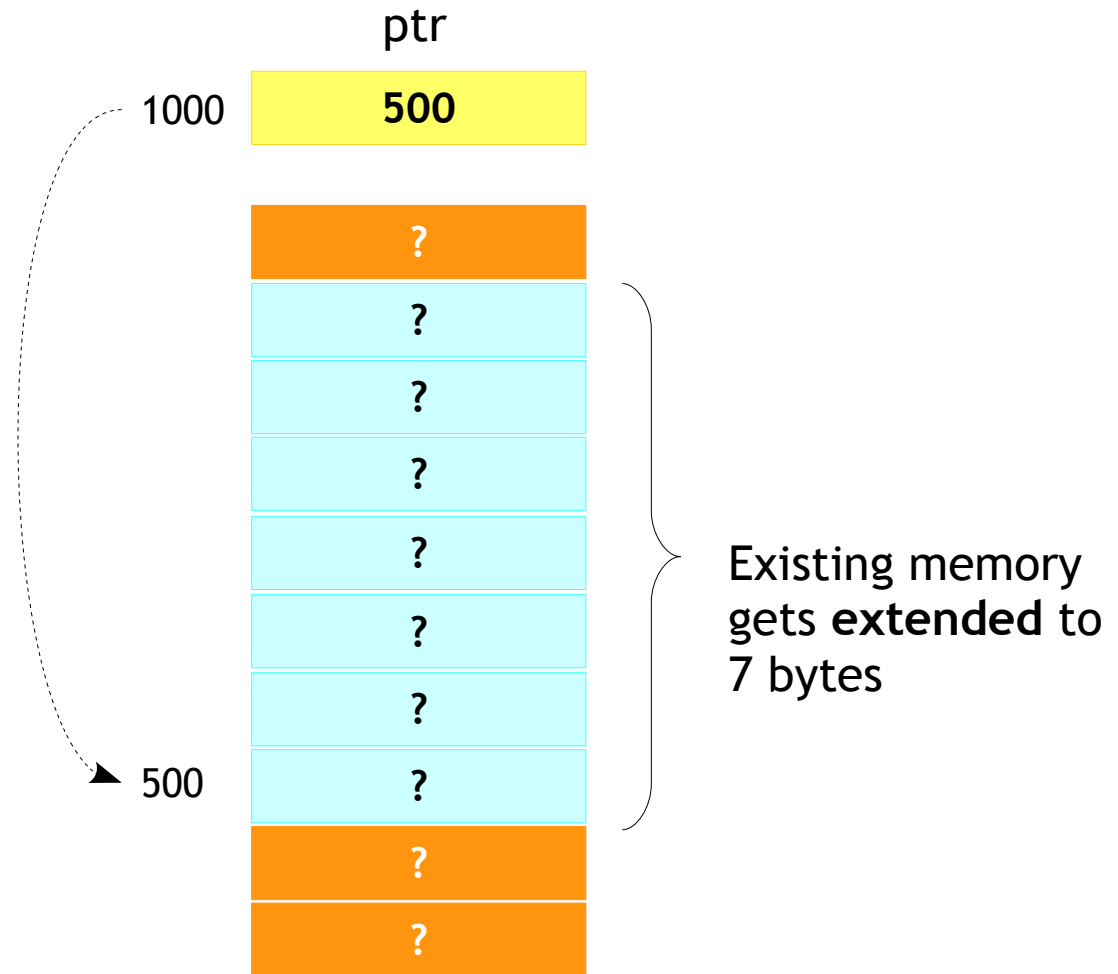 ptr
1000 500
?
?
?
?
?
?
?
500 ?
?
?
Existing memory
gets extended to
7 bytes